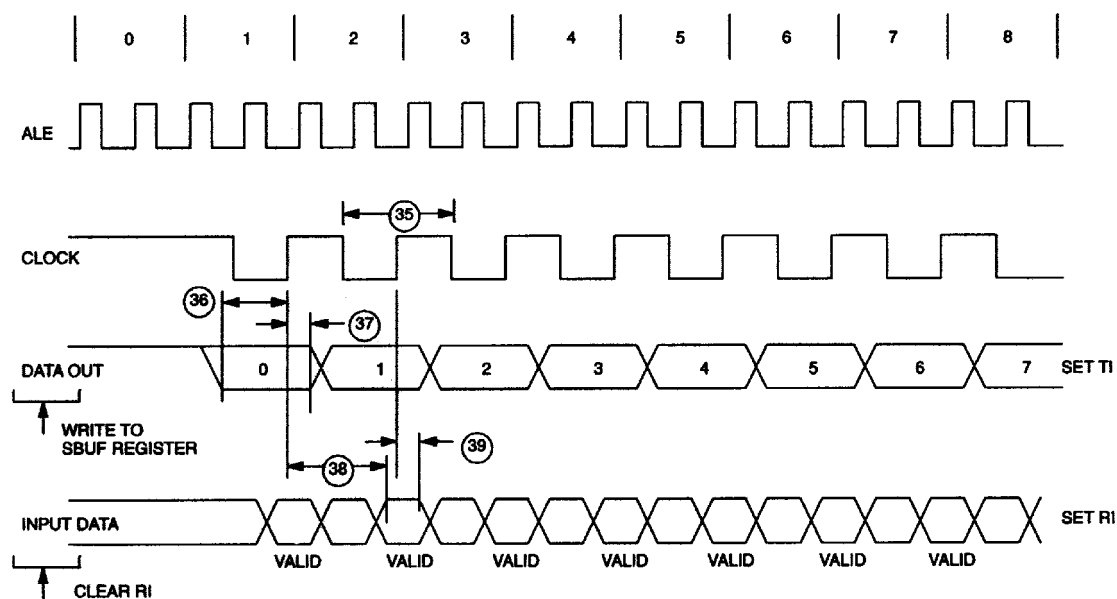 0 1 2 3 4 5 6 7 8
ALE
35
CLOCK
36
37
DATA OUT 0 1 2 3 4 5 6 7 SET TI
WRITE TO
SBUF REGISTER
39
38
INPUT DATA SET RI
VALID VALID VALID VALID VALID VALID VALID
CLEAR RI